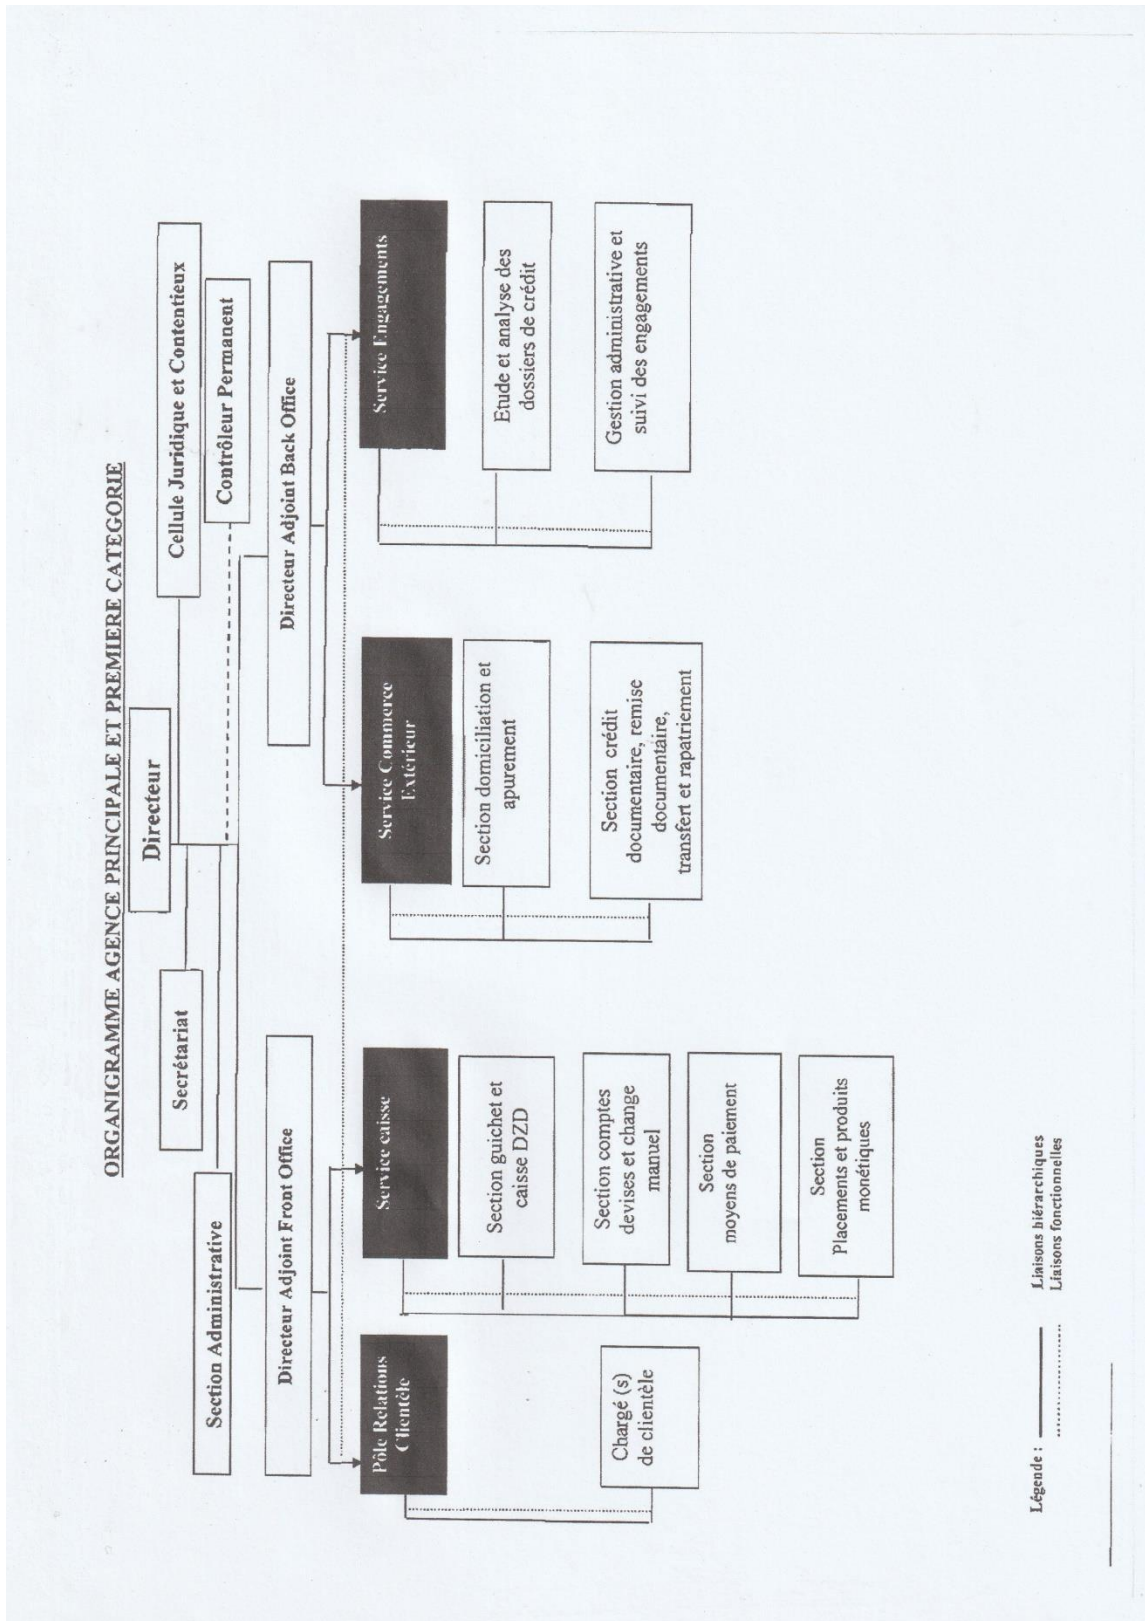 ORGANIGRAMME AGENCE PRINCIPALE ET PREMIERE CATEGORIE
Directeur
Secrétariat
Cellule Juridique et Contentieux
Section Administrative
Contrôleur Permanent
Directeur Adjoint Front Office
Directeur Adjoint Back Office
Pôle Relations
Clientèle
Service caisse
Service Commerce
Extérieur
Service Engagements
Chargé (s)
de clientèle
Section guichet et
caisse DZD
Section comptes
devises et change
manuel
Section
moyens de paiement
Section
Placements et produits
monétiques
Section domiciliation et
apurement
Section crédit
documentaire, remise
documentaire,
transfert et rapatriement
Etude et analyse des
dossiers de crédit
Gestion administrative et
suivi des engagements
Légende :
Liaisons hiérarchiques
Liaisons fonctionnelles